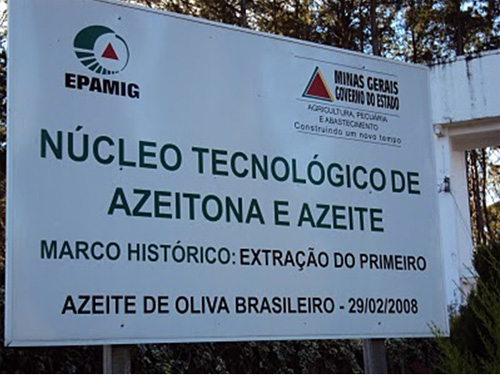 EPAMIG
MINAS GERAIS
GOVERNO DO ESTADO
AGRICULTURA, PECUÁRIA
E ABASTECIMENTO
Construindo um novo tempo
NÚCLEO TECNOLÓGICO DE
AZEITONA E AZEITE
MARCO HISTÓRICO: EXTRAÇÃO DO PRIMEIRO
AZEITE DE OLIVA BRASILEIRO - 29/02/2008